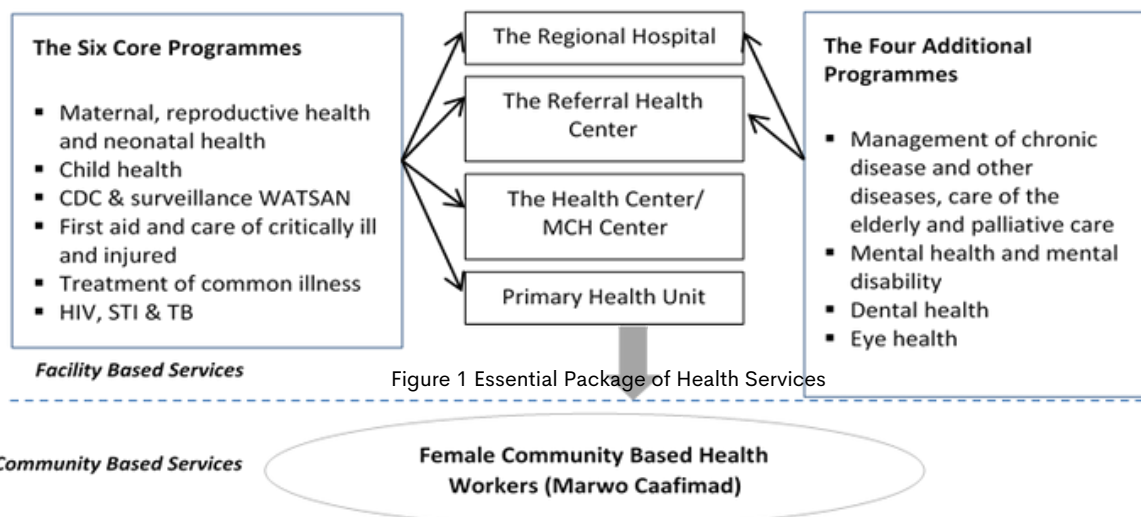 The Six Core Programmes
▪ Maternal, reproductive health
and neonatal health
▪ Child health
▪ CDC & surveillance WATSAN
▪ First aid and care of critically ill
and injured
▪ Treatment of common illness
▪ HIV, STI & TB
Facility Based Services
The Regional Hospital
The Referral Health
Center
The Health Center/
MCH Center
Primary Health Unit
The Four Additional
Programmes
▪ Management of chronic
disease and other
diseases, care of the
elderly and palliative care
▪ Mental health and mental
disability
▪ Dental health
▪ Eye health
Figure 1 Essential Package of Health Services
Community Based Services
Female Community Based Health
Workers (Marwo Caafimad)